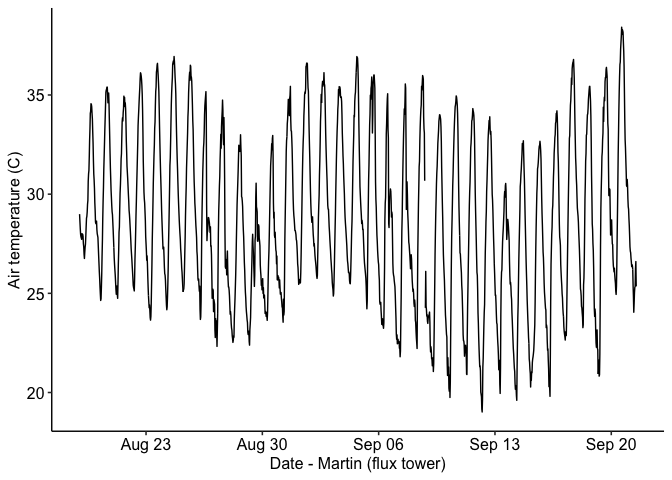 Air temperature (C)
35
30
25
20
Aug 23 Aug 30 Sep 06 Sep 13 Sep 20
Date - Martin (flux tower)